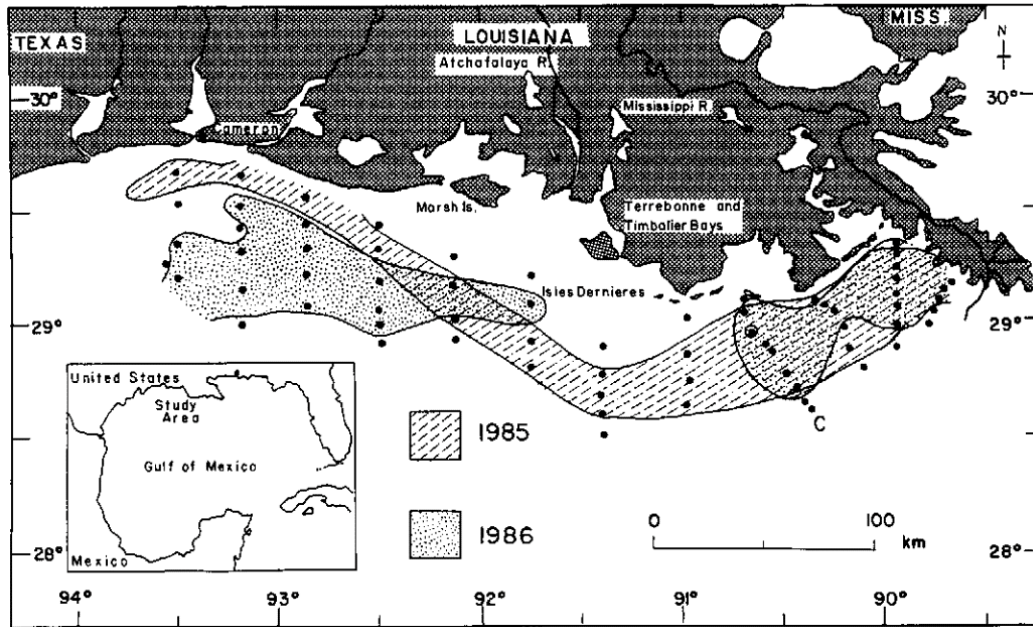 TEXAS
LOUISIANA
MISS.
N
Atchafalaya R.
30°
30°
Mississippi R.
Cameron
Marsh Is.
Terrebonne and
Timbalier Bays
Isles Dernieres
29°
29°
United States
Study
Area
Gulf of Mexico
Mexico
1985
1986
C
0
100
km
28°
28°
94°
93°
92°
91°
90°